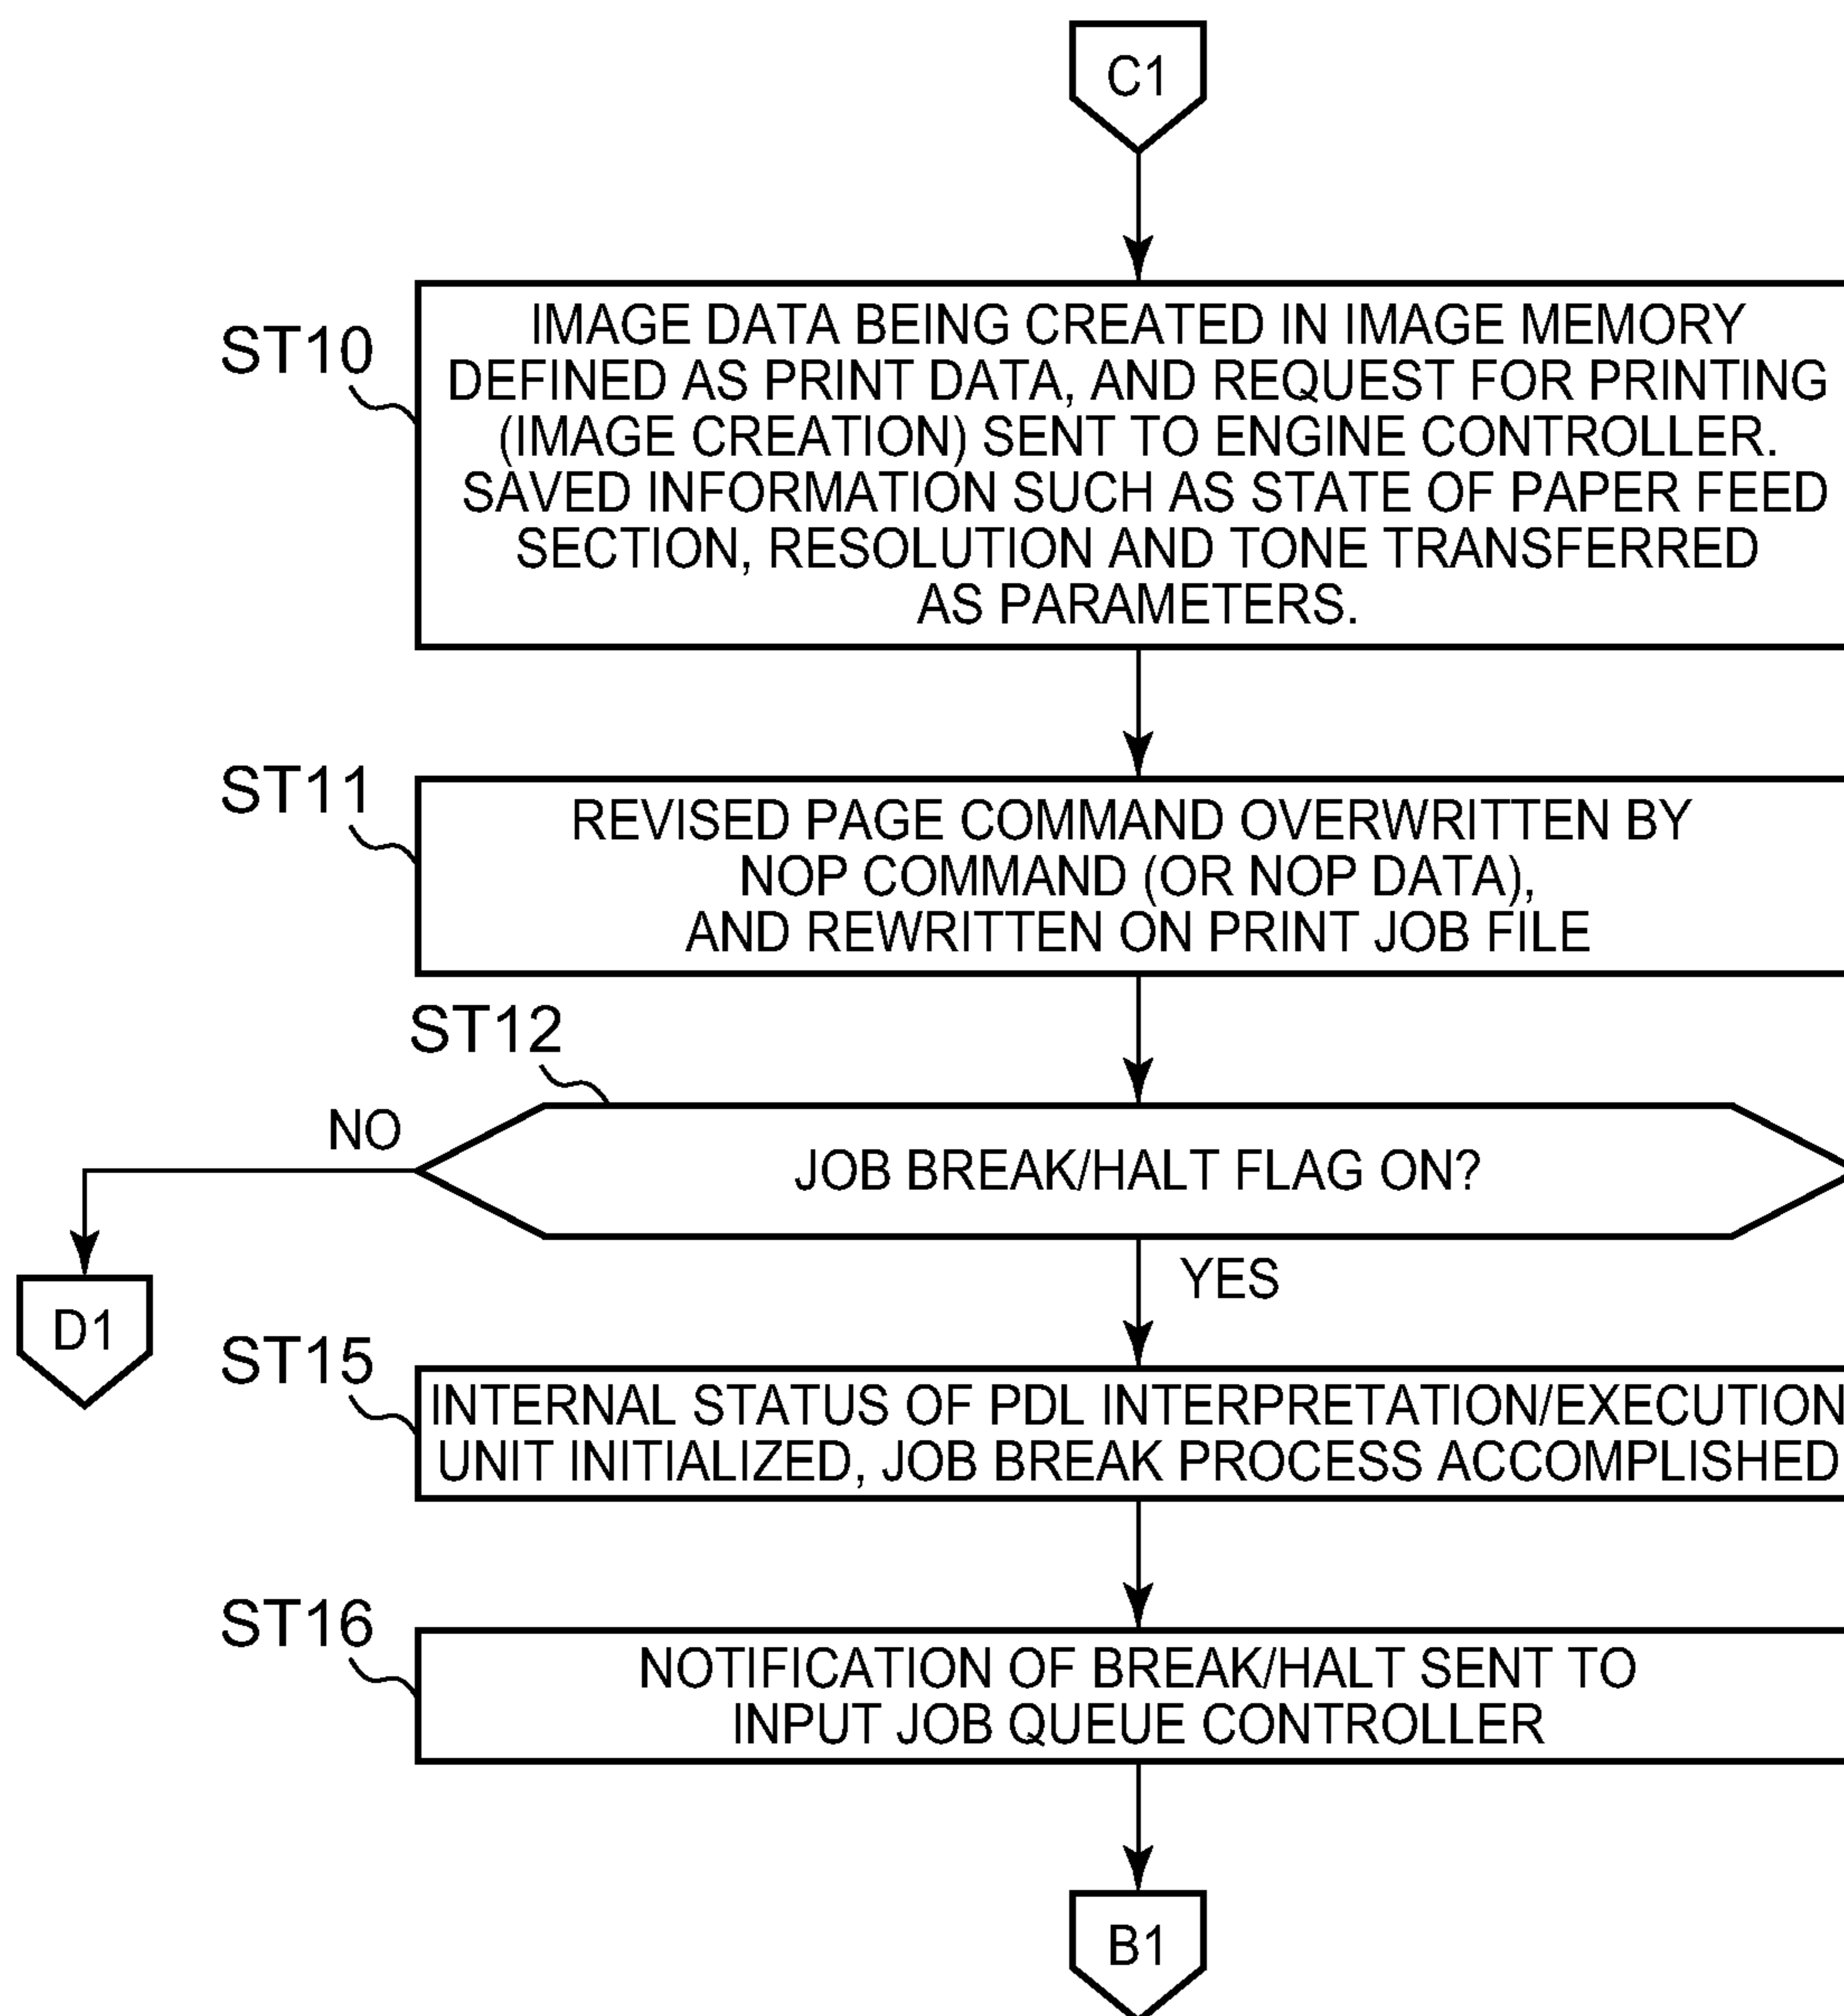 C1
ST10
IMAGE DATA BEING CREATED IN IMAGE MEMORY
DEFINED AS PRINT DATA, AND REQUEST FOR PRINTING
(IMAGE CREATION) SENT TO ENGINE CONTROLLER.
SAVED INFORMATION SUCH AS STATE OF PAPER FEED
SECTION, RESOLUTION AND TONE TRANSFERRED
AS PARAMETERS.
ST11
REVISED PAGE COMMAND OVERWRITTEN BY
NOP COMMAND (OR NOP DATA),
AND REWRITTEN ON PRINT JOB FILE
ST12
NO
JOB BREAK/HALT FLAG ON?
YES
D1
ST15
INTERNAL STATUS OF PDL INTERPRETATION/EXECUTION
UNIT INITIALIZED, JOB BREAK PROCESS ACCOMPLISHED
ST16
NOTIFICATION OF BREAK/HALT SENT TO
INPUT JOB QUEUE CONTROLLER
B1